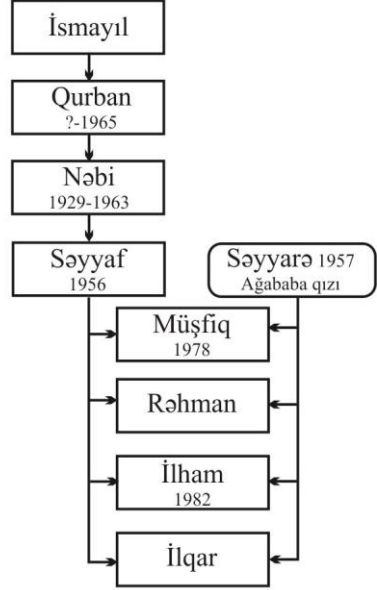 İsmayıl
Qurban
?-1965
Nəbi
1929-1963
Səyyaf
1956
Səyyarə 1957
Ağababa qızı
Müşfiq
1978
Rəhman
İlham
1982
İlqar